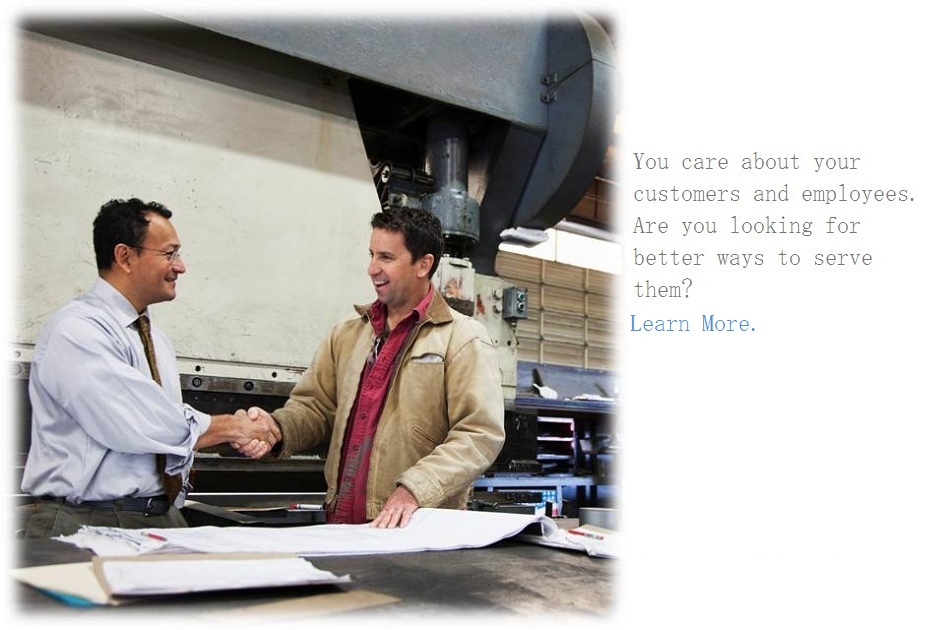 You care about your
customers and employees.
Are you looking for
better ways to serve
them?
Learn More.